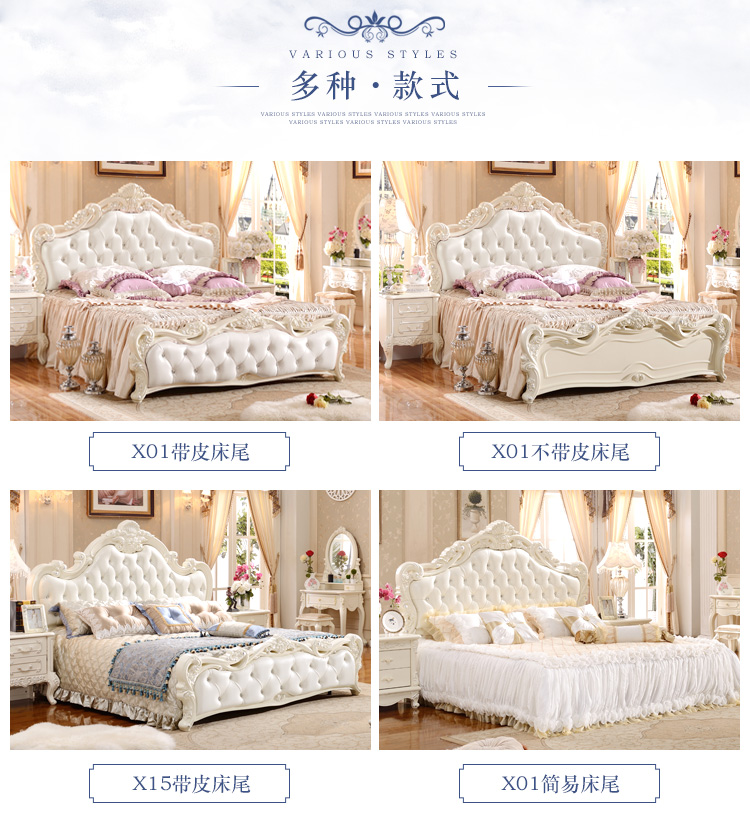 VARIOUS STYLES
多种·款式
VARIOUS STYLES VARIOUS STYLES VARIOUS STYLES VARIOUS STYLES
VARIOUS STYLES VARIOUS STYLES VARIOUS STYLES
X01带皮床尾
X01不带皮床尾
X15带皮床尾
X01简易床尾